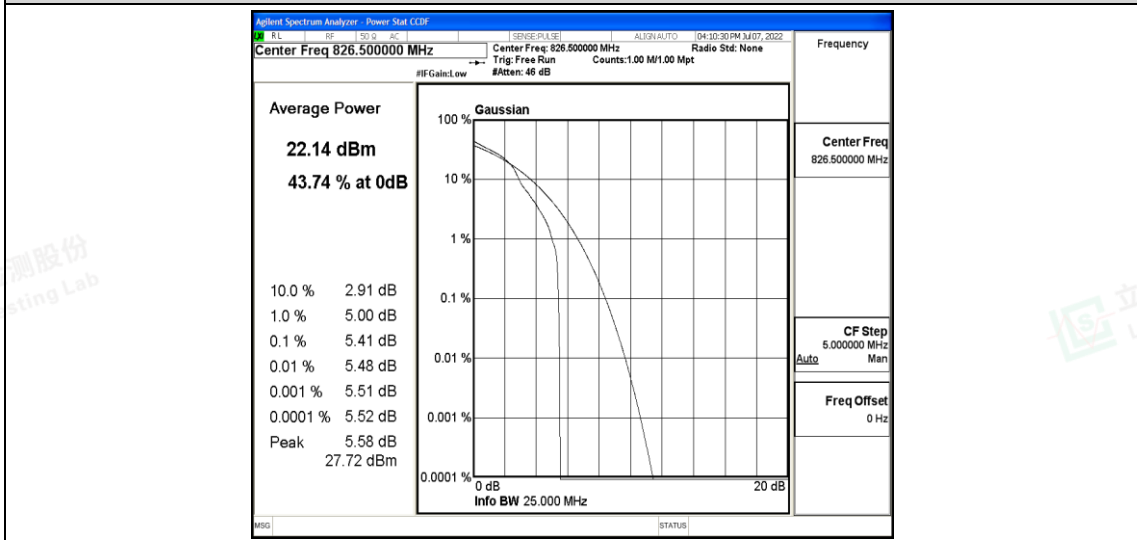 Agilent Spectrum Analyzer - Power Stat CCDF
RL RF 50 Ω AC SENSE:PULSE ALIGN AUTO 04:10:30 PM Jul 07, 2022
Center Freq 826.500000 MHz
Center Freq: 826.500000 MHz Radio Std: None
Trig: Free Run Counts:1.00 M/1.00 Mpt
#IFGain:Low #Atten: 46 dB
Frequency
Average Power
22.14 dBm
43.74 % at 0dB
10.0 % 2.91 dB
1.0 % 5.00 dB
0.1 % 5.41 dB
0.01 % 5.48 dB
0.001 % 5.51 dB
0.0001 % 5.52 dB
Peak 5.58 dB
27.72 dBm
Gaussian
100 %
10 %
1 %
0.1 %
0.01 %
0.001 %
0.0001 %
0 dB 20 dB
Info BW 25.000 MHz
Center Freq
826.500000 MHz
CF Step
5.000000 MHz
Auto Man
Freq Offset
0 Hz
MSG STATUS
测股份
sting Lab
立